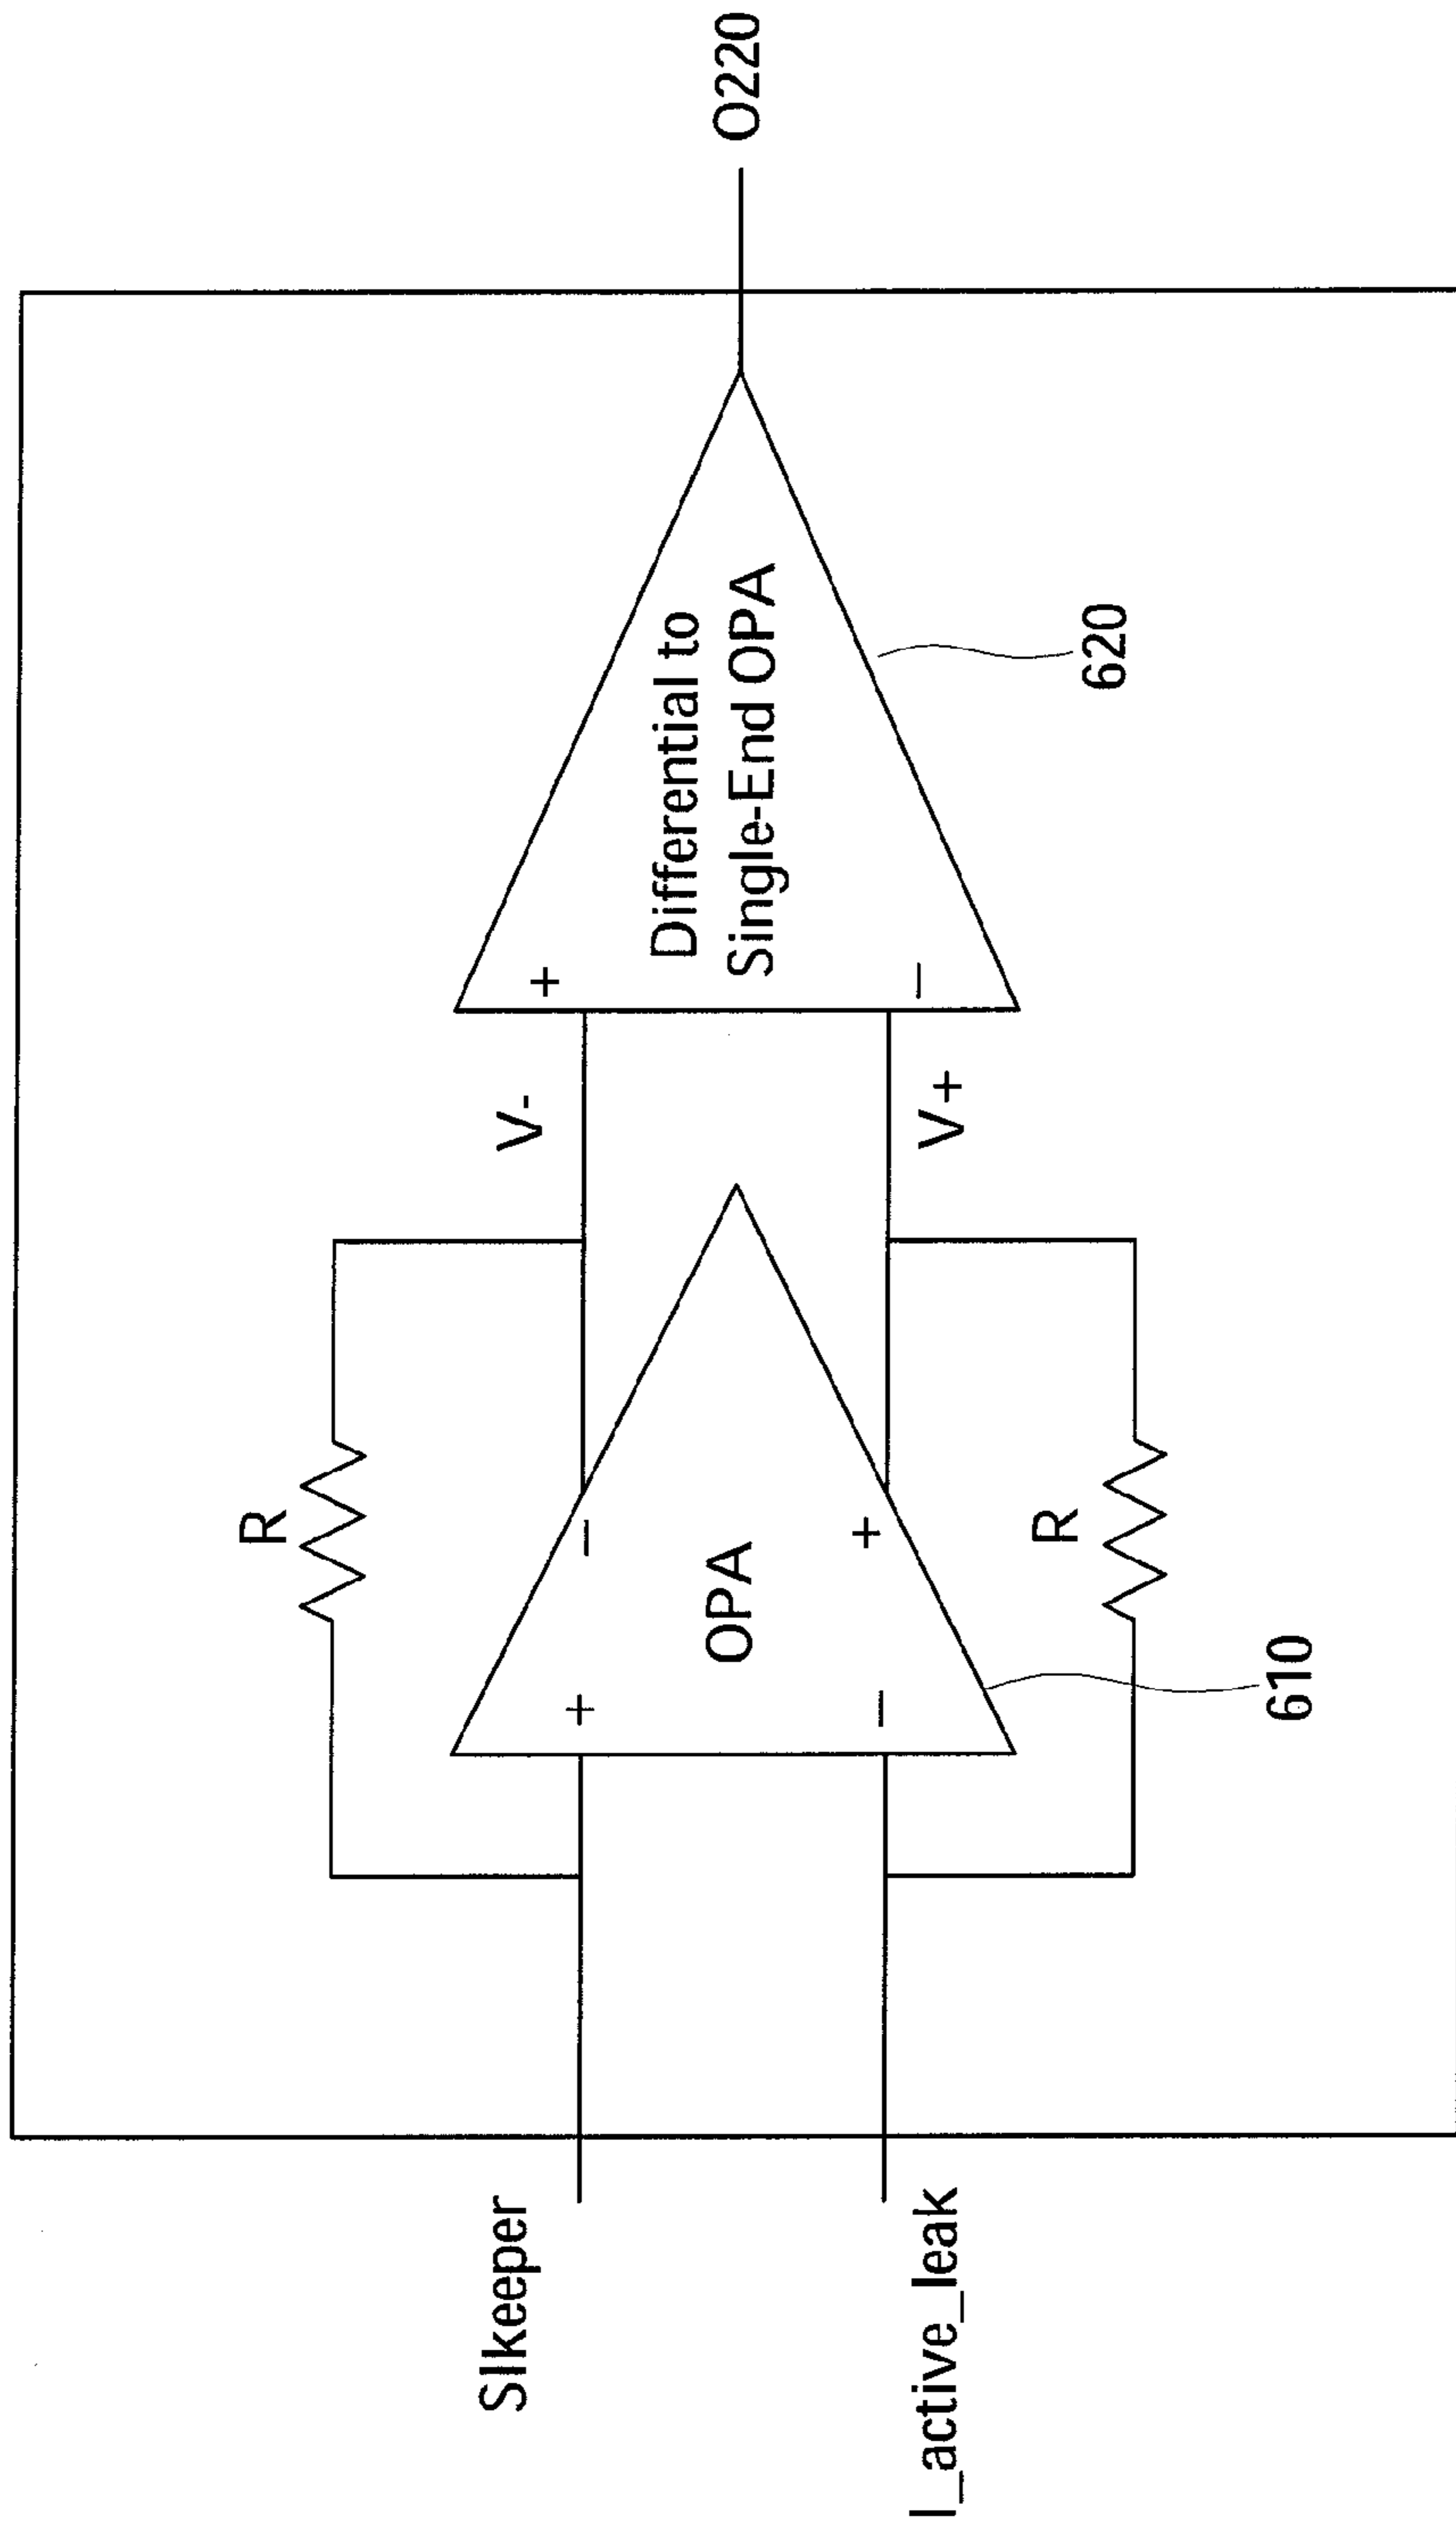 SIkeeper
I_active_leak
R
+
−
OPA
−
+
610
R
V-
V+
+
−
Differential to
Single-End OPA
620
O220